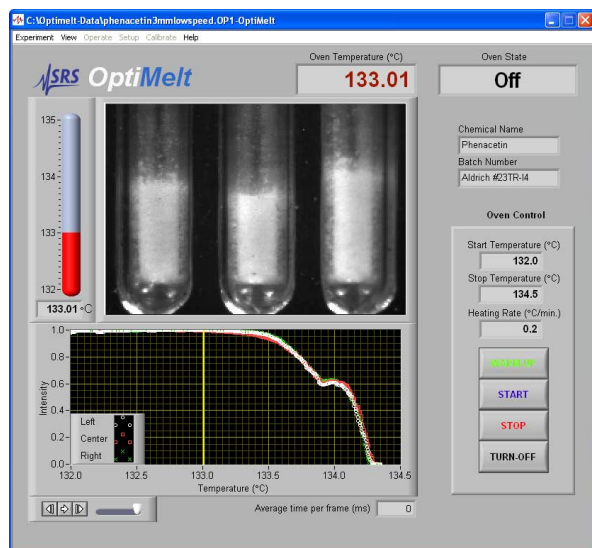 C:\Optimelt-Data\phenacetin3mmlowspeed.OP1-OptiMelt
Experiment View Operate Setup Calibrate Help
SRS OptiMelt
Oven Temperature (°C)
133.01
Oven State
Off
135
134
133
132
133.01 °C
Chemical Name
Phenacetin
Batch Number
Aldrich #23TR-I4
Oven Control
Start Temperature (°C)
132.0
Stop Temperature (°C)
134.5
Heating Rate (°C/min.)
0.2
START
STOP
TURN-OFF
Intensity
1.0
0.8
0.6
0.4
0.2
0.0
Left
Center
Right
132.0 132.5 133.0 133.5 134.0 134.5
Temperature (°C)
Average time per frame (ms) 0